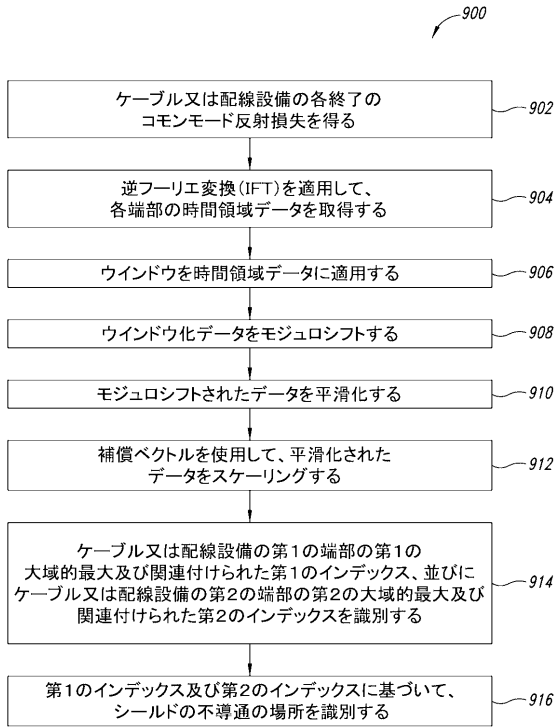 900
ケーブル又は配線設備の各終了の
コモンモード反射損失を得る
902
逆フーリエ変換(IFT)を適用して、
各端部の時間領域データを取得する
904
ウインドウを時間領域データに適用する
906
ウインドウ化データをモジュロシフトする
908
モジュロシフトされたデータを平滑化する
910
補償ベクトルを使用して、平滑化された
データをスケーリングする
912
ケーブル又は配線設備の第1の端部の第1の
大域的最大及び関連付けられた第1のインデックス、並びに
ケーブル又は配線設備の第2の端部の第2の大域的最大及び
関連付けられた第2のインデックスを識別する
914
第1のインデックス及び第2のインデックスに基づいて、
シールドの不導通の場所を識別する
916